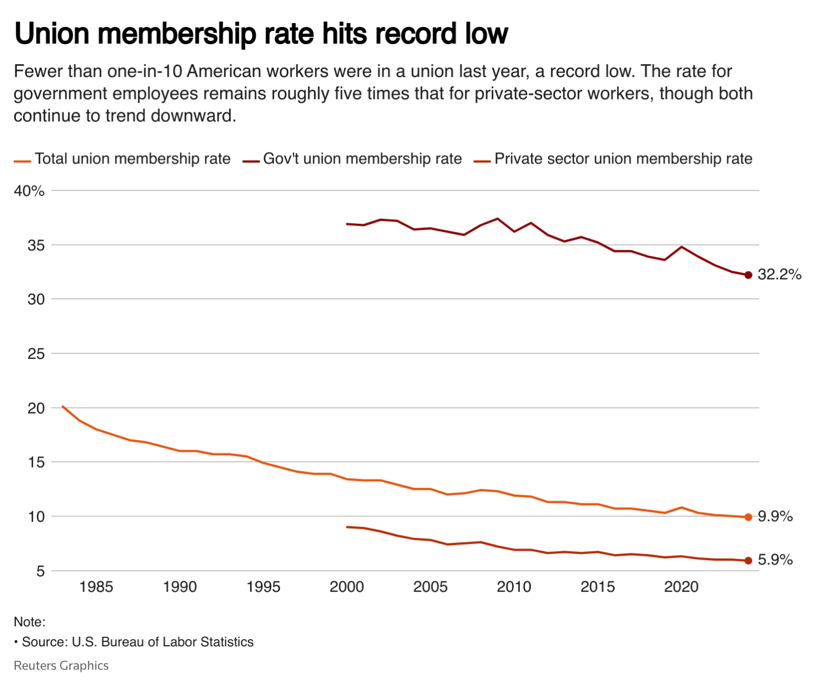 Union membership rate hits record low
Fewer than one-in-10 American workers were in a union last year, a record low. The rate for
government employees remains roughly five times that for private-sector workers, though both
continue to trend downward.
Total union membership rate Gov't union membership rate Private sector union membership rate
40%
35
32.2%
30
25
20
15
10
9.9%
5.9%
5
1985 1990 1995 2000 2005 2010 2015 2020
Note:
• Source: U.S. Bureau of Labor Statistics
Reuters Graphics